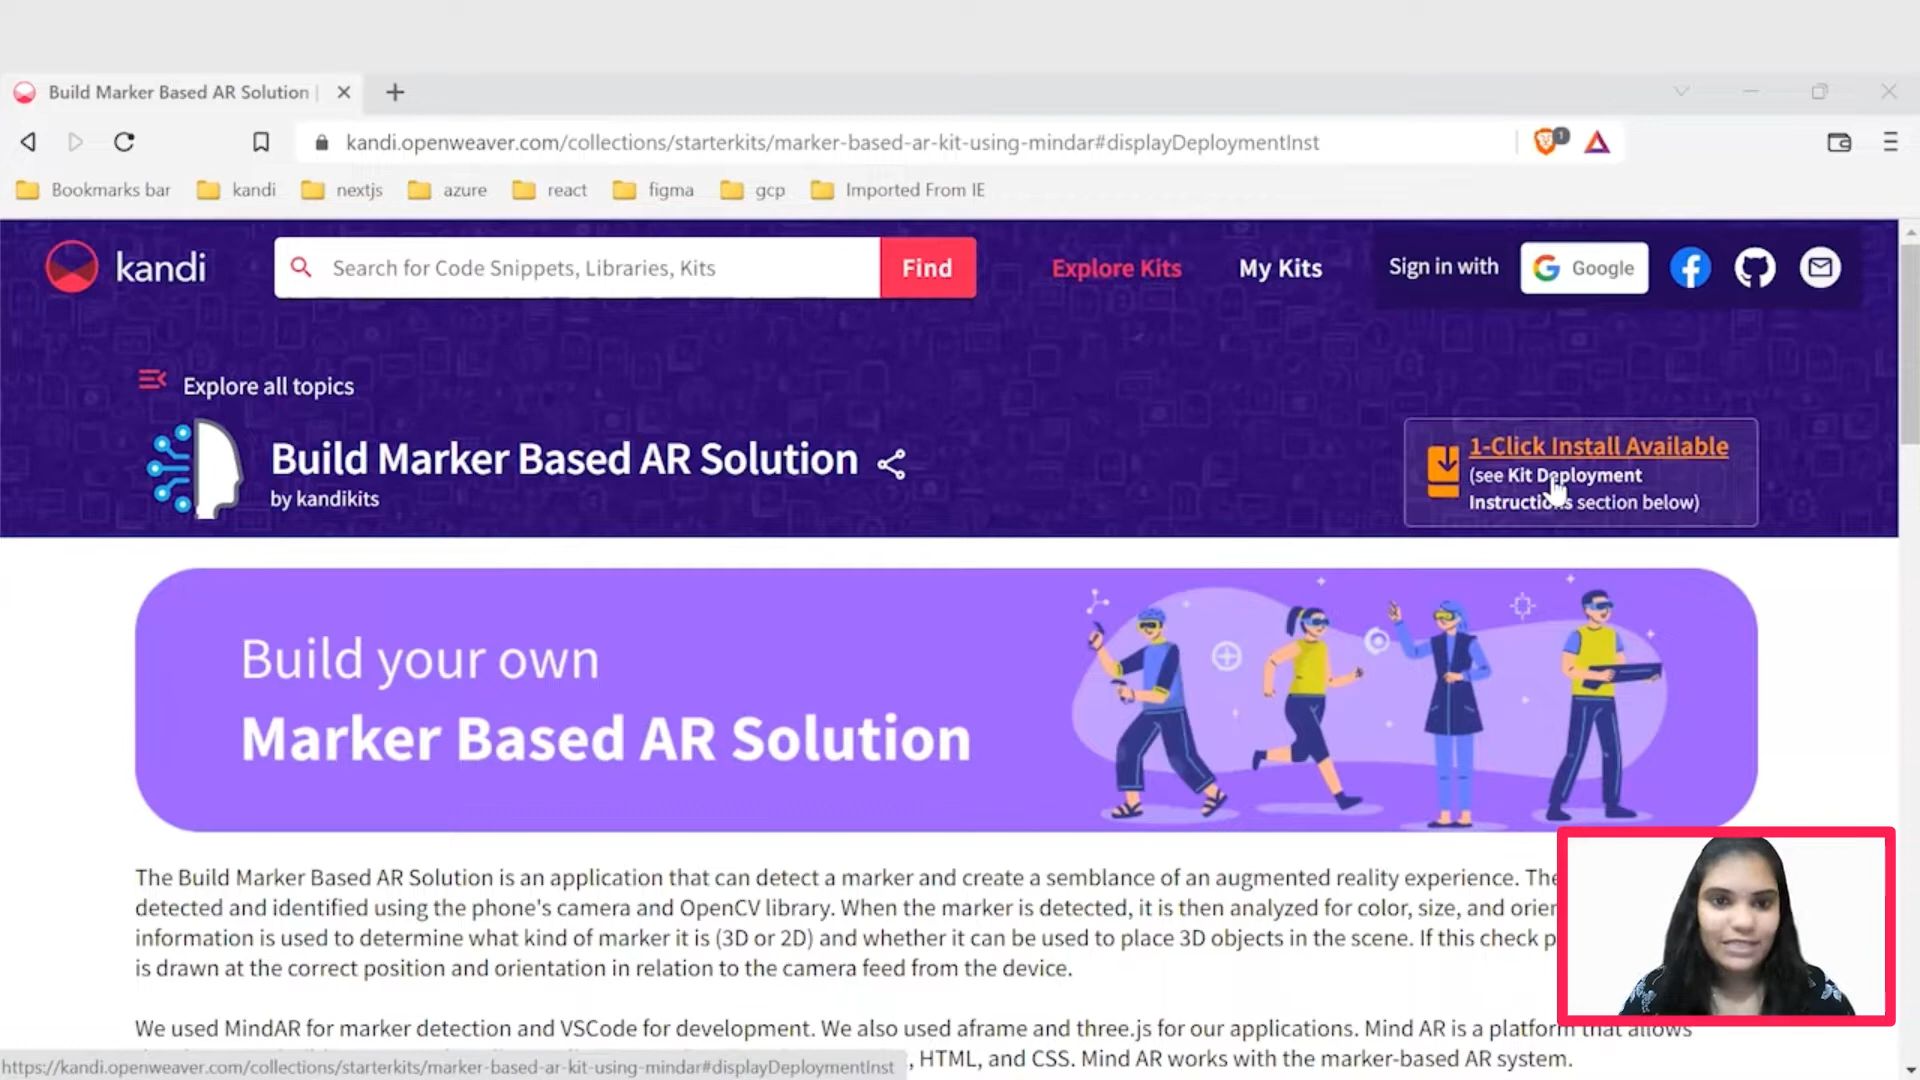 Build Marker Based AR Solution |
kandi.openweaver.com/collections/starterkits/marker-based-ar-kit-using-mindar#displayDeploymentInst
1
Bookmarks bar
kandi
nextjs
azure
react
figma
gcp
Imported From IE
kandi
Search for Code Snippets, Libraries, Kits
Find
Explore Kits
My Kits
Sign in with
Google
Explore all topics
Build Marker Based AR Solution
by kandikits
1-Click Install Available
(see Kit Deployment
Instructions section below)
Build your own
Marker Based AR Solution
The Build Marker Based AR Solution is an application that can detect a marker and create a semblance of an augmented reality experience. The
detected and identified using the phone's camera and OpenCV library. When the marker is detected, it is then analyzed for color, size, and orien
information is used to determine what kind of marker it is (3D or 2D) and whether it can be used to place 3D objects in the scene. If this check p
is drawn at the correct position and orientation in relation to the camera feed from the device.
We used MindAR for marker detection and VSCode for development. We also used aframe and three.js for our applications. Mind AR is a platform that allows
, HTML, and CSS. Mind AR works with the marker-based AR system.
https://kandi.openweaver.com/collections/starterkits/marker-based-ar-kit-using-mindar#displayDeploymentInst